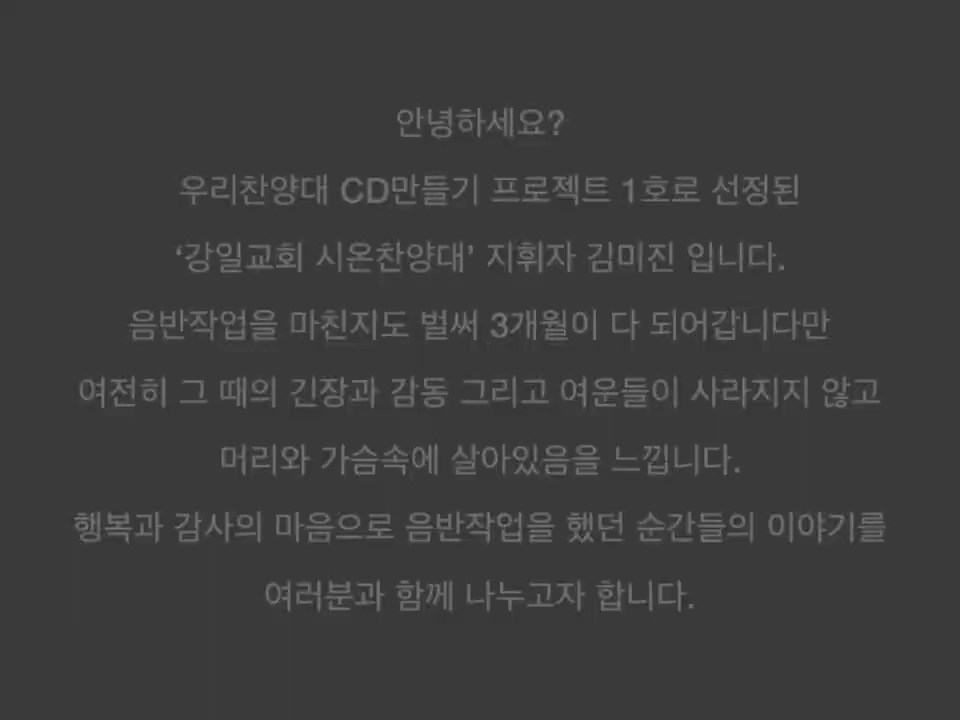 안녕하세요?
우리찬양대 CD만들기 프로젝트 1호로 선정된
‘강일교회 시온찬양대’ 지휘자 김미진 입니다.
음반작업을 마친지도 벌써 3개월이 다 되어갑니다만
여전히 그 때의 긴장과 감동 그리고 여운들이 사라지지 않고
머리와 가슴속에 살아있음을 느낍니다.
행복과 감사의 마음으로 음반작업을 했던 순간들의 이야기를
여러분과 함께 나누고자 합니다.